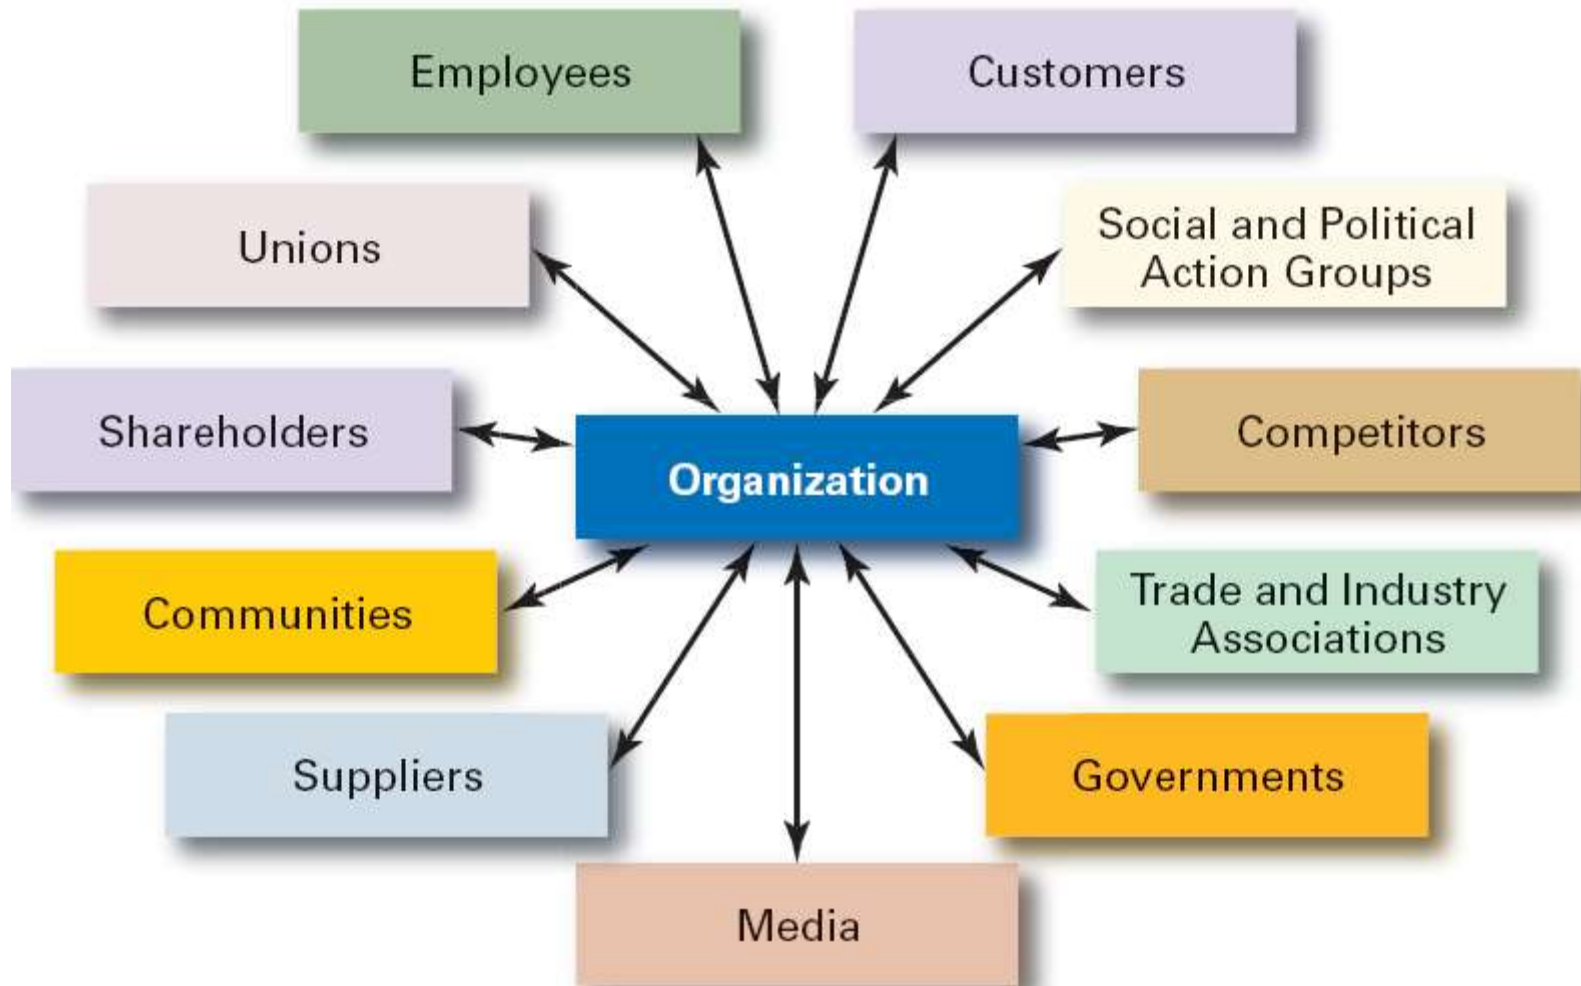 Employees
Customers
Unions
Social and Political
Action Groups
Shareholders
Organization
Competitors
Communities
Trade and Industry
Associations
Suppliers
Governments
Media